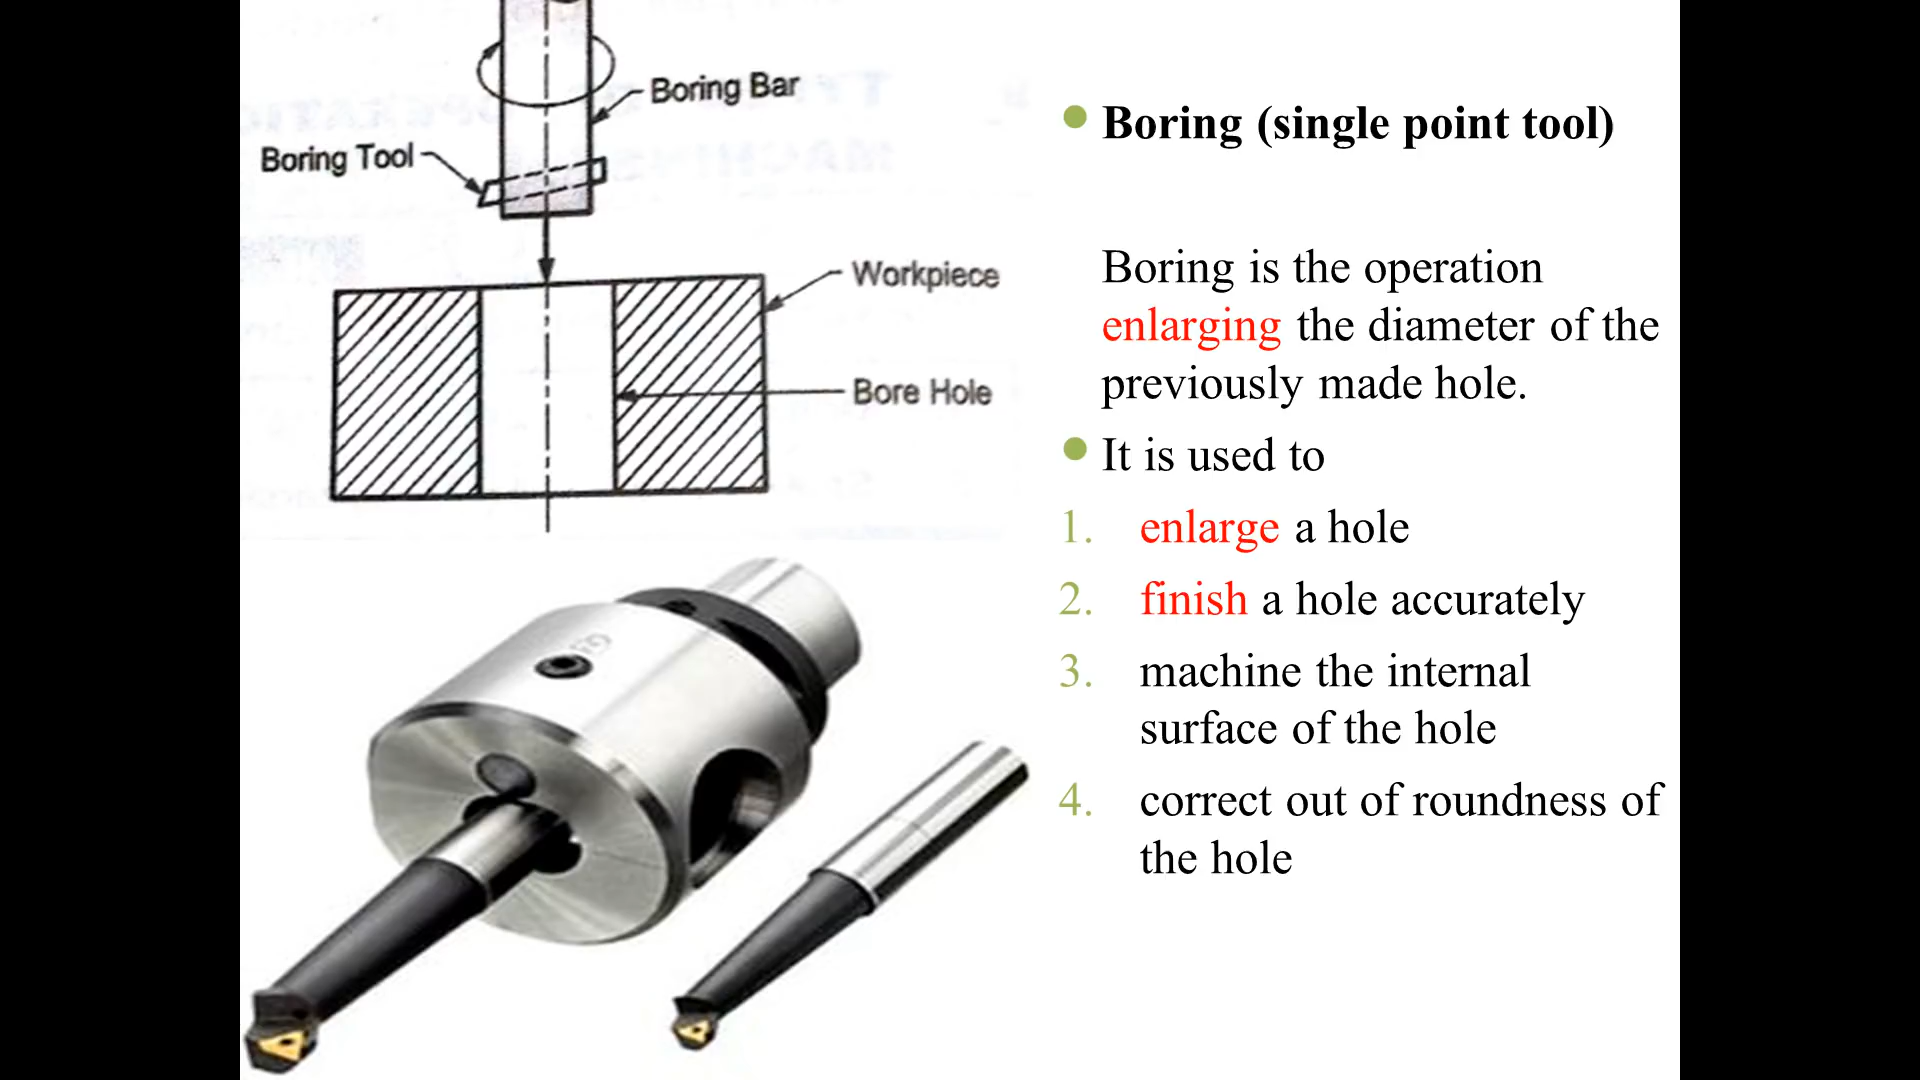 Boring Bar
Boring Tool
Workpiece
Bore Hole
Boring (single point tool)
Boring is the operation
enlarging the diameter of the
previously made hole.
It is used to
1. enlarge a hole
2. finish a hole accurately
3. machine the internal
surface of the hole
4. correct out of roundness of
the hole